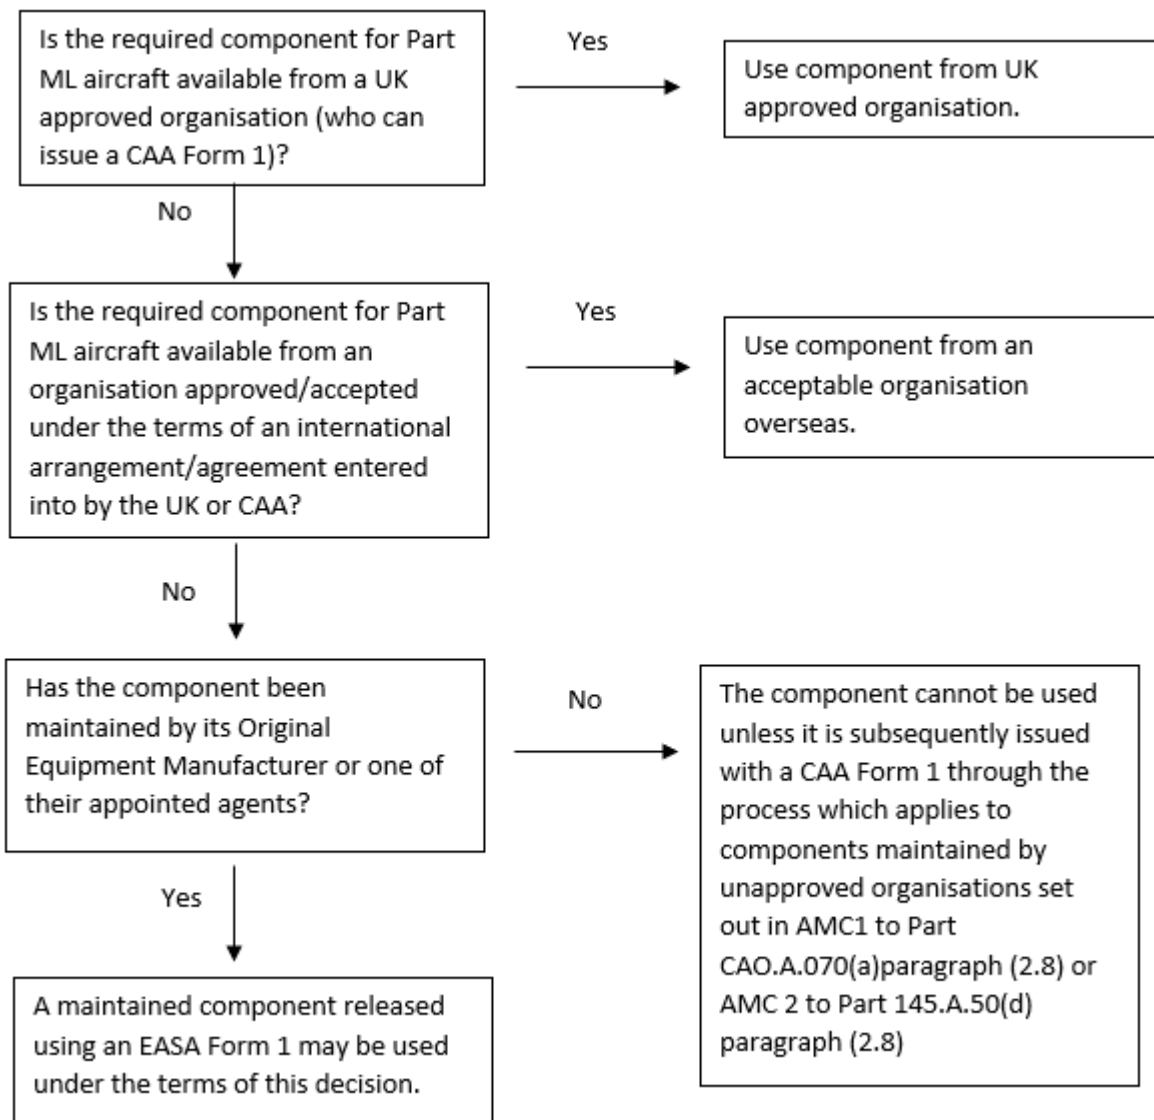 Is the required component for Part
ML aircraft available from a UK
approved organisation (who can
issue a CAA Form 1)?
Yes
Use component from UK
approved organisation.
No
Is the required component for Part
ML aircraft available from an
organisation approved/accepted
under the terms of an international
arrangement/agreement entered
into by the UK or CAA?
Yes
Use component from an
acceptable organisation
overseas.
No
Has the component been
maintained by its Original
Equipment Manufacturer or one of
their appointed agents?
No
The component cannot be used
unless it is subsequently issued
with a CAA Form 1 through the
process which applies to
components maintained by
unapproved organisations set
out in AMC1 to Part
CAO.A.070(a)paragraph (2.8) or
AMC 2 to Part 145.A.50(d)
paragraph (2.8)
Yes
A maintained component released
using an EASA Form 1 may be used
under the terms of this decision.